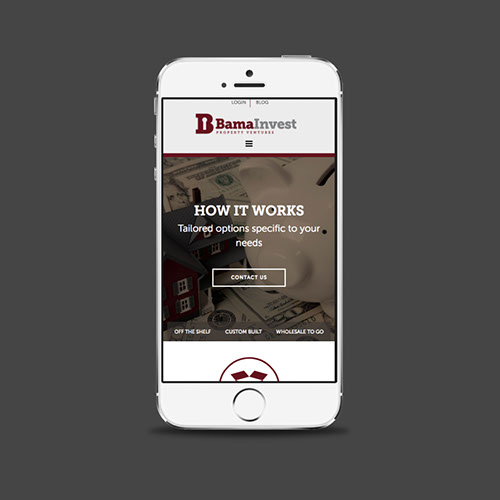 LOGIN | BLOG
B BamaInvest
PROPERTY VENTURES
HOW IT WORKS
Tailored options specific to your
needs
CONTACT US
OFF THE SHELF CUSTOM BUILT WHOLESALE TO GO